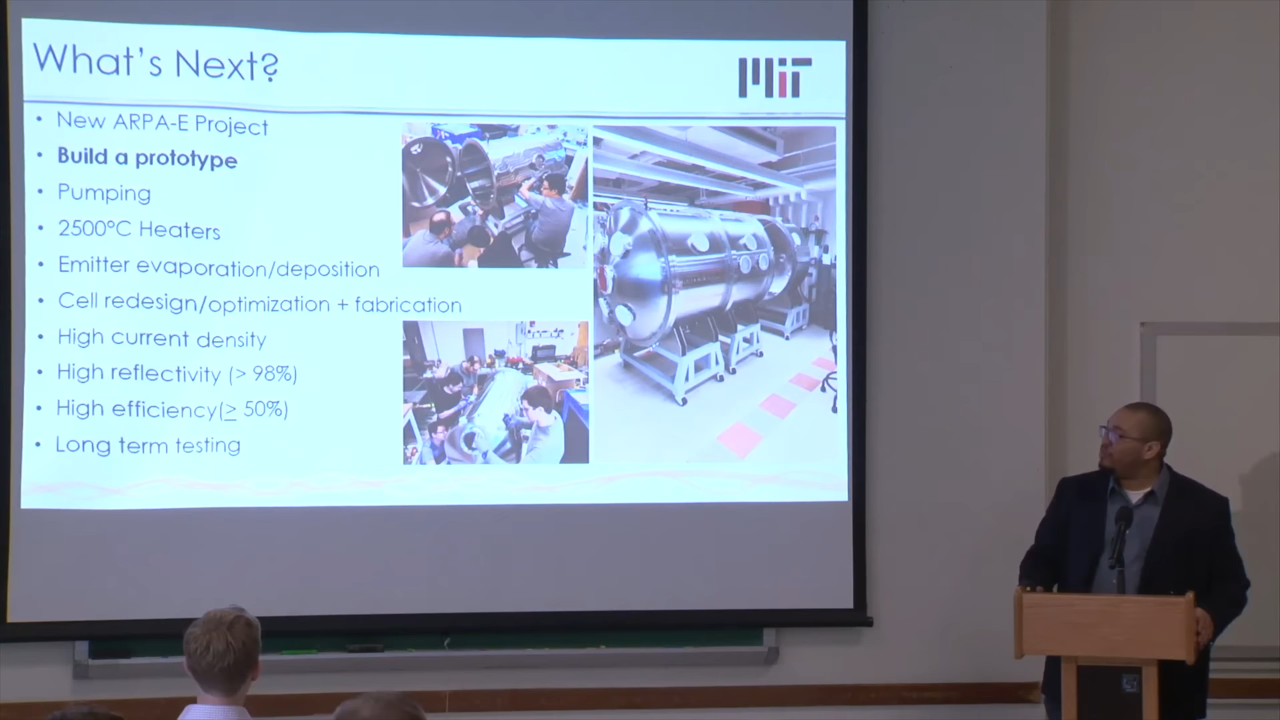 What's Next?
MIT
• New ARPA-E Project
• Build a prototype
• Pumping
• 2500°C Heaters
• Emitter evaporation/deposition
• Cell redesign/optimization + fabrication
• High current density
• High reflectivity (> 98%)
• High efficiency(≥ 50%)
• Long term testing